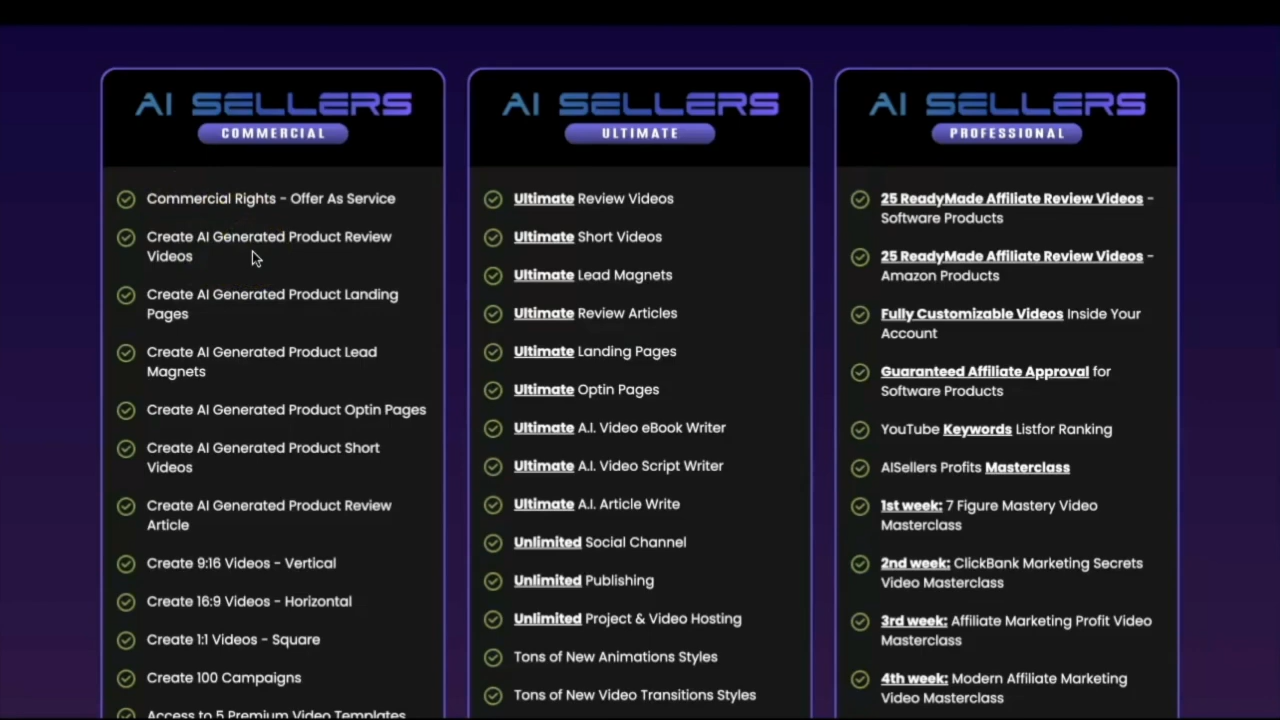 AI SELLERS
COMMERCIAL
Commercial Rights - Offer As Service
Create AI Generated Product Review
Videos
Create AI Generated Product Landing
Pages
Create AI Generated Product Lead
Magnets
Create AI Generated Product Optin Pages
Create AI Generated Product Short
Videos
Create AI Generated Product Review
Article
Create 9:16 Videos - Vertical
Create 16:9 Videos - Horizontal
Create 1:1 Videos - Square
Create 100 Campaigns
Access to 5 Premium Video Templates
AI SELLERS
ULTIMATE
Ultimate Review Videos
Ultimate Short Videos
Ultimate Lead Magnets
Ultimate Review Articles
Ultimate Landing Pages
Ultimate Optin Pages
Ultimate A.I. Video eBook Writer
Ultimate A.I. Video Script Writer
Ultimate A.I. Article Write
Unlimited Social Channel
Unlimited Publishing
Unlimited Project & Video Hosting
Tons of New Animations Styles
Tons of New Video Transitions Styles
AI SELLERS
PROFESSIONAL
25 ReadyMade Affiliate Review Videos -
Software Products
25 ReadyMade Affiliate Review Videos -
Amazon Products
Fully Customizable Videos Inside Your
Account
Guaranteed Affiliate Approval for
Software Products
YouTube Keywords Listfor Ranking
AISellers Profits Masterclass
1st week: 7 Figure Mastery Video
Masterclass
2nd week: ClickBank Marketing Secrets
Video Masterclass
3rd week: Affiliate Marketing Profit Video
Masterclass
4th week: Modern Affiliate Marketing
Video Masterclass